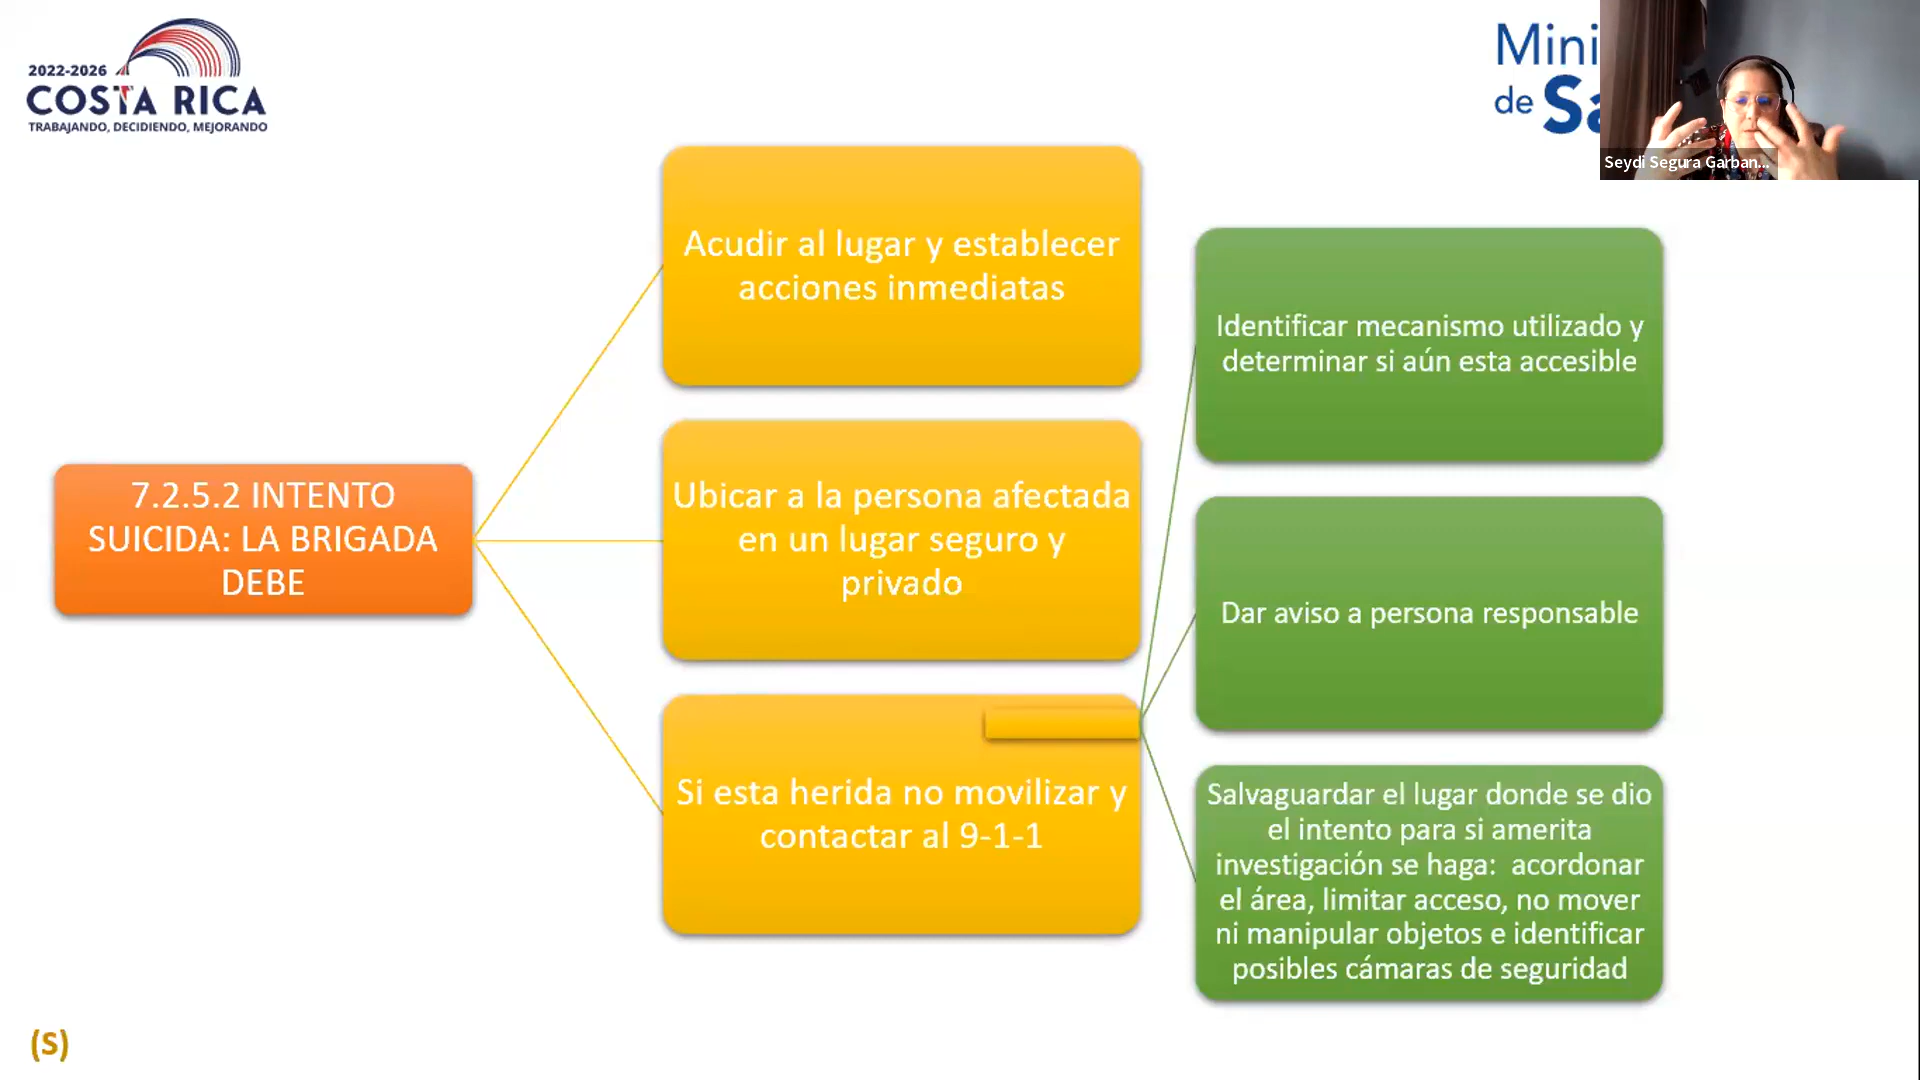 2022-2026
COSTA RICA
TRABAJANDO, DECIDIENDO, MEJORANDO
de
Seydi Segura Garban...
Acudir al lugar y establecer
acciones inmediatas
Ubicar a la persona afectada
en un lugar seguro y
privado
Si esta herida no movilizar y
contactar al 9-1-1
7.2.5.2 INTENTO
SUICIDA: LA BRIGADA
DEBE
Identificar mecanismo utilizado y
determinar si aún esta accesible
Dar aviso a persona responsable
Salvaguardar el lugar donde se dio
el intento para si amerita
investigación se haga: acordonar
el área, limitar acceso, no mover
ni manipular objetos e identificar
posibles cámaras de seguridad
(S)